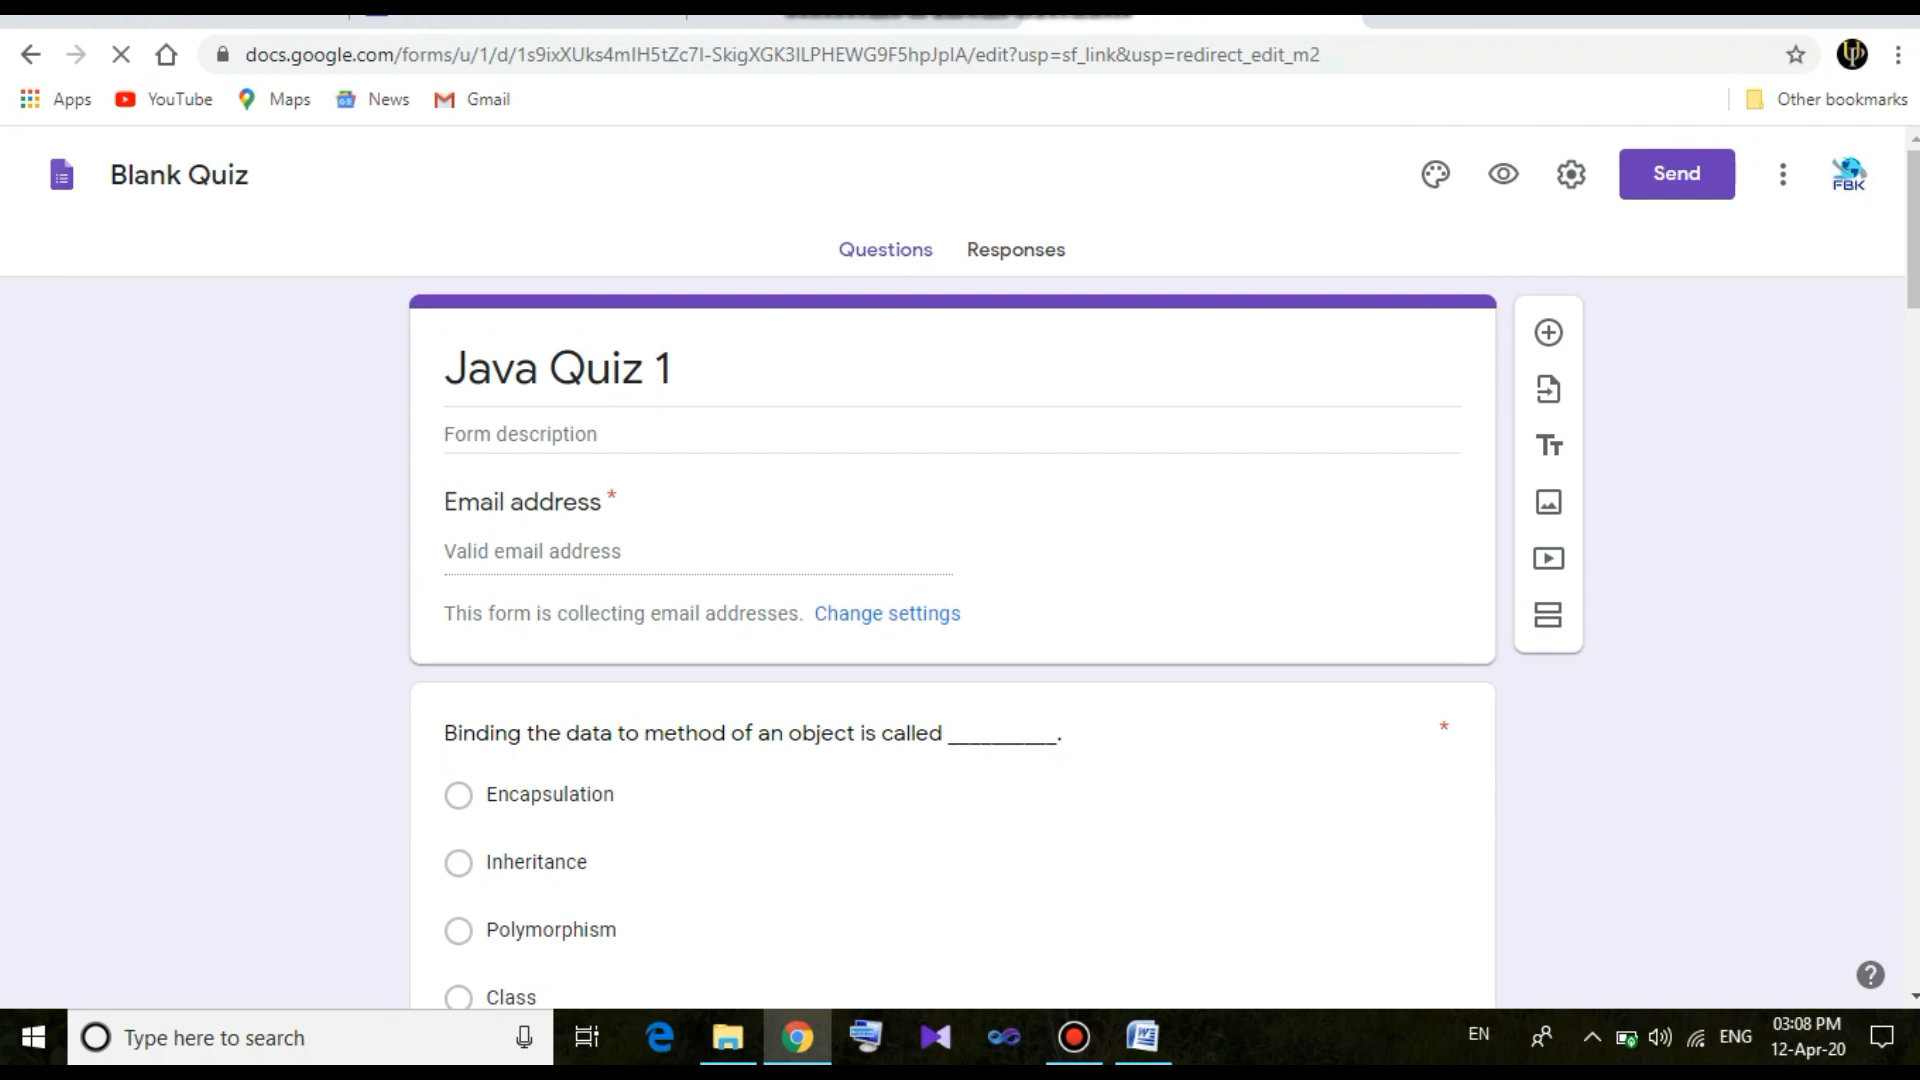 docs.google.com/forms/u/1/d/1s9ixXUks4mIH5tZc7I-SkigXGK3ILPHEWG9F5hpJpIA/edit?usp=sf_link&usp=redirect_edit_m2
Apps YouTube Maps News Gmail Other bookmarks
Blank Quiz Send FBK
Questions Responses
Java Quiz 1
Form description
Email address *
Valid email address
This form is collecting email addresses. Change settings
Binding the data to method of an object is called __________. *
Encapsulation
Inheritance
Polymorphism
Class
Type here to search EN ENG 03:08 PM
12-Apr-20